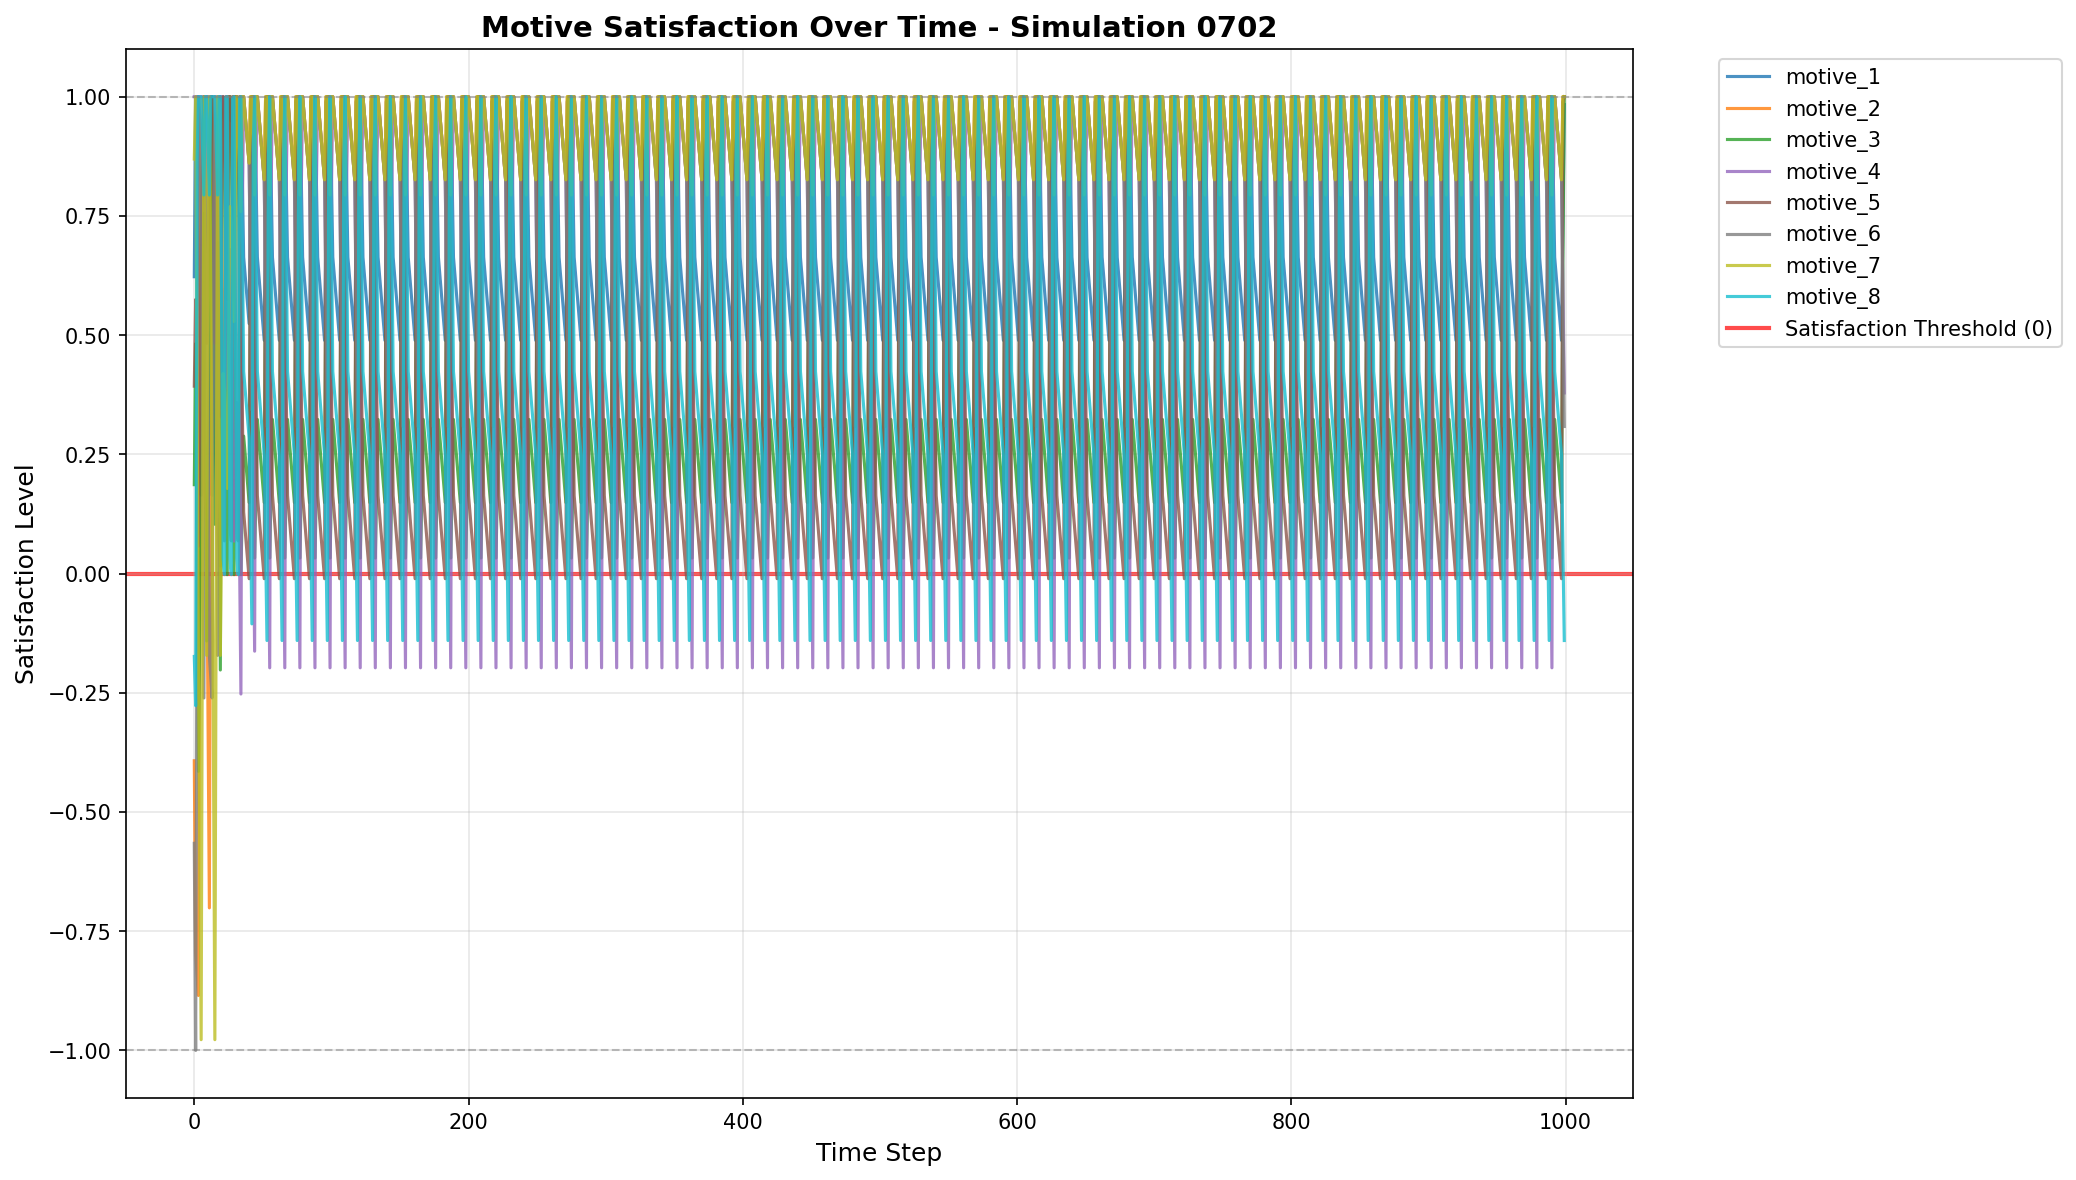 Motive Satisfaction Over Time - Simulation 0702
1.00
0.75
0.50
0.25
0.00
−0.25
−0.50
−0.75
−1.00
Satisfaction Level
0
200
400
600
800
1000
Time Step
motive_1
motive_2
motive_3
motive_4
motive_5
motive_6
motive_7
motive_8
Satisfaction Threshold (0)